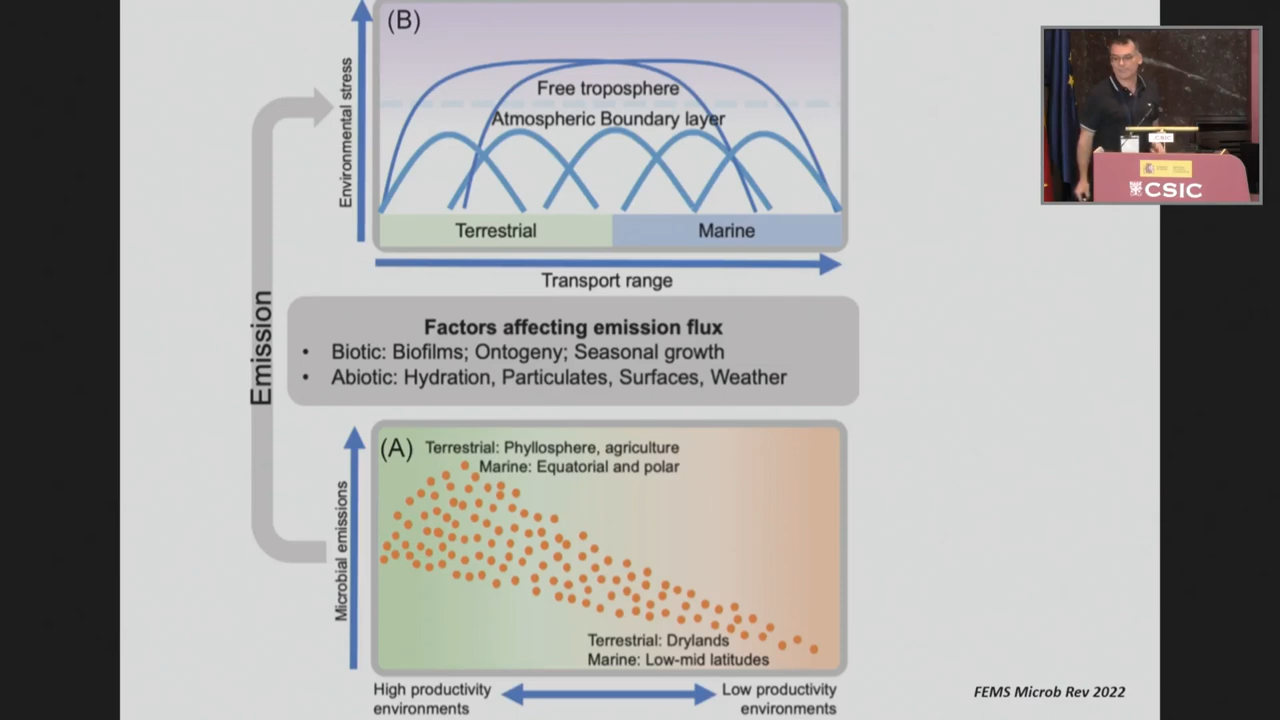 (B)
Environmental stress
Free troposphere
Atmospheric Boundary layer
Terrestrial
Marine
Transport range
Emission
Factors affecting emission flux
• Biotic: Biofilms; Ontogeny; Seasonal growth
• Abiotic: Hydration, Particulates, Surfaces, Weather
(A)
Terrestrial: Phyllosphere, agriculture
Marine: Equatorial and polar
Microbial emissions
Terrestrial: Drylands
Marine: Low-mid latitudes
High productivity
environments
Low productivity
environments
FEMS Microb Rev 2022
CSIC
CSIC